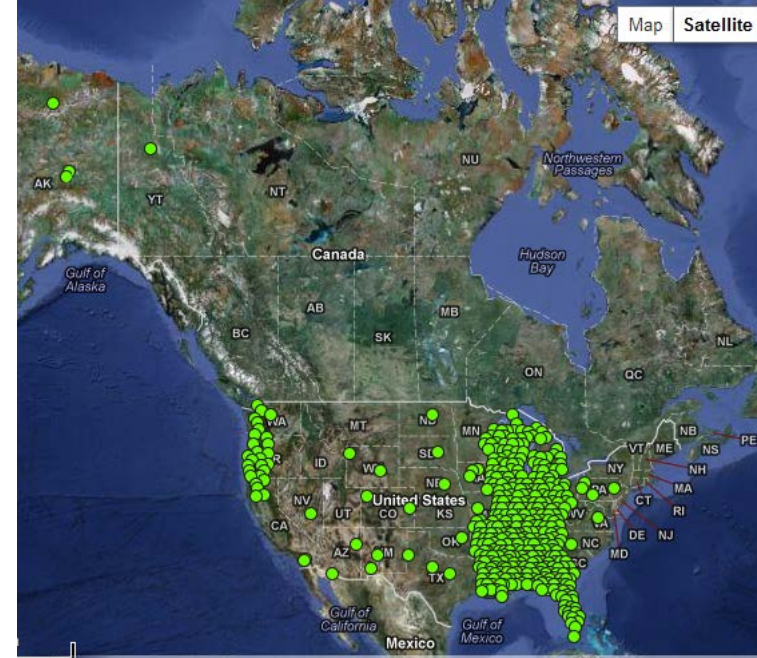 Map Satellite
NU
Northwestern
Passages
AK
YT
NT
Canada
Gulf of
Alaska
Hudson
Bay
AB
MB
BC
SK
NL
ON
QC
WA
MT
ND
MN
NB
PE
VT
ME
NS
ID
SD
NY
NH
MA
NE
PA
CT
RI
NV
UT
United States
CO
KS
CA
DE
NJ
MD
OK
NC
AZ
TX
Gulf of
California
Gulf of
Mexico
Mexico